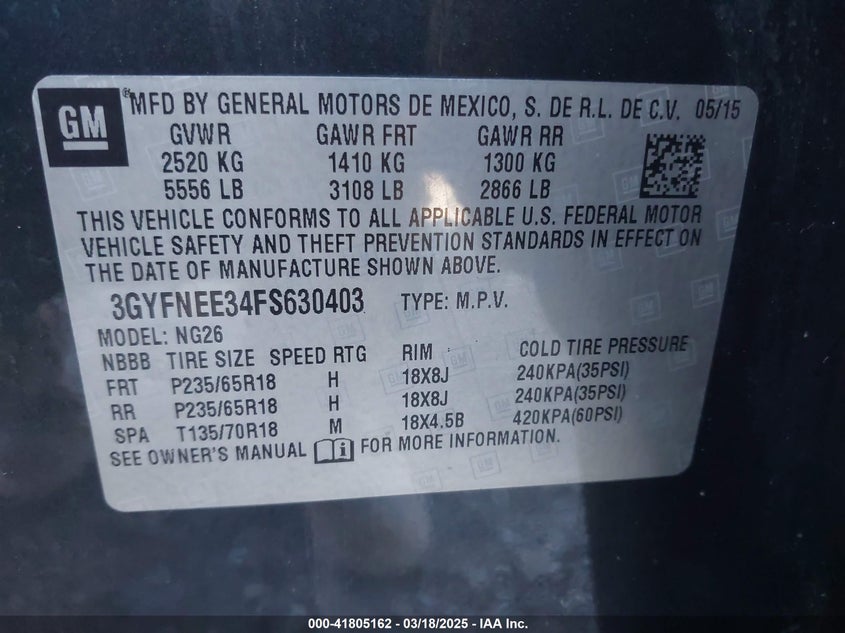 GM
®MFD BY GENERAL MOTORS DE MEXICO, S. DE R.L. DE C.V. 05/15
GVWR GAWR FRT GAWR RR
2520 KG 1410 KG 1300 KG
5556 LB 3108 LB 2866 LB
THIS VEHICLE CONFORMS TO ALL APPLICABLE U.S. FEDERAL MOTOR
VEHICLE SAFETY AND THEFT PREVENTION STANDARDS IN EFFECT ON
THE DATE OF MANUFACTURE SHOWN ABOVE.
3GYFNEE34FS630403 TYPE: M.P.V.
MODEL: NG26
NBBB TIRE SIZE SPEED RTG RIM COLD TIRE PRESSURE
FRT P235/65R18 H 18X8J 240KPA(35PSI)
RR P235/65R18 H 18X8J 240KPA(35PSI)
SPA T135/70R18 M 18X4.5B 420KPA(60PSI)
SEE OWNER'S MANUAL i FOR MORE INFORMATION.
000-41805162 — 03/18/2025 — IAA Inc.